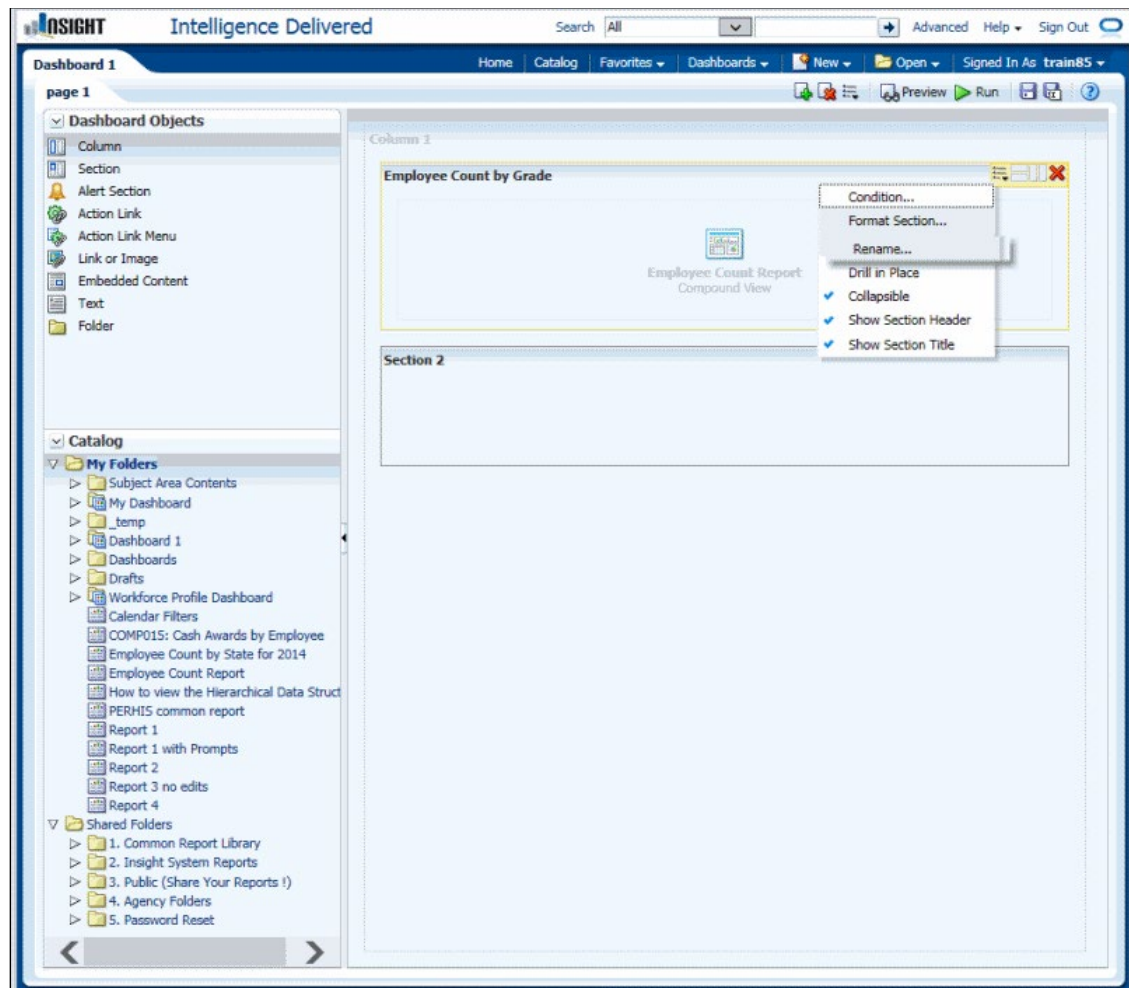 INSIGHT Intelligence Delivered Search All Advanced Help Sign Out
Dashboard 1 Home Catalog Favorites Dashboards New Open Signed In As train85
page 1 Preview Run
Dashboard Objects
Column
Section
Alert Section
Action Link
Action Link Menu
Link or Image
Embedded Content
Text
Folder
Catalog
My Folders
Subject Area Contents
My Dashboard
_temp
Dashboard 1
Dashboards
Drafts
Workforce Profile Dashboard
Calendar Filters
COMP015: Cash Awards by Employee
Employee Count by State for 2014
Employee Count Report
How to view the Hierarchical Data Struct
PERHIS common report
Report 1
Report 1 with Prompts
Report 2
Report 3 no edits
Report 4
Shared Folders
1. Common Report Library
2. Insight System Reports
3. Public (Share Your Reports !)
4. Agency Folders
5. Password Reset
Column 1
Employee Count by Grade
Employee Count Report
Compound View
Condition...
Format Section...
Rename...
Drill in Place
Collapsible
Show Section Header
Show Section Title
Section 2